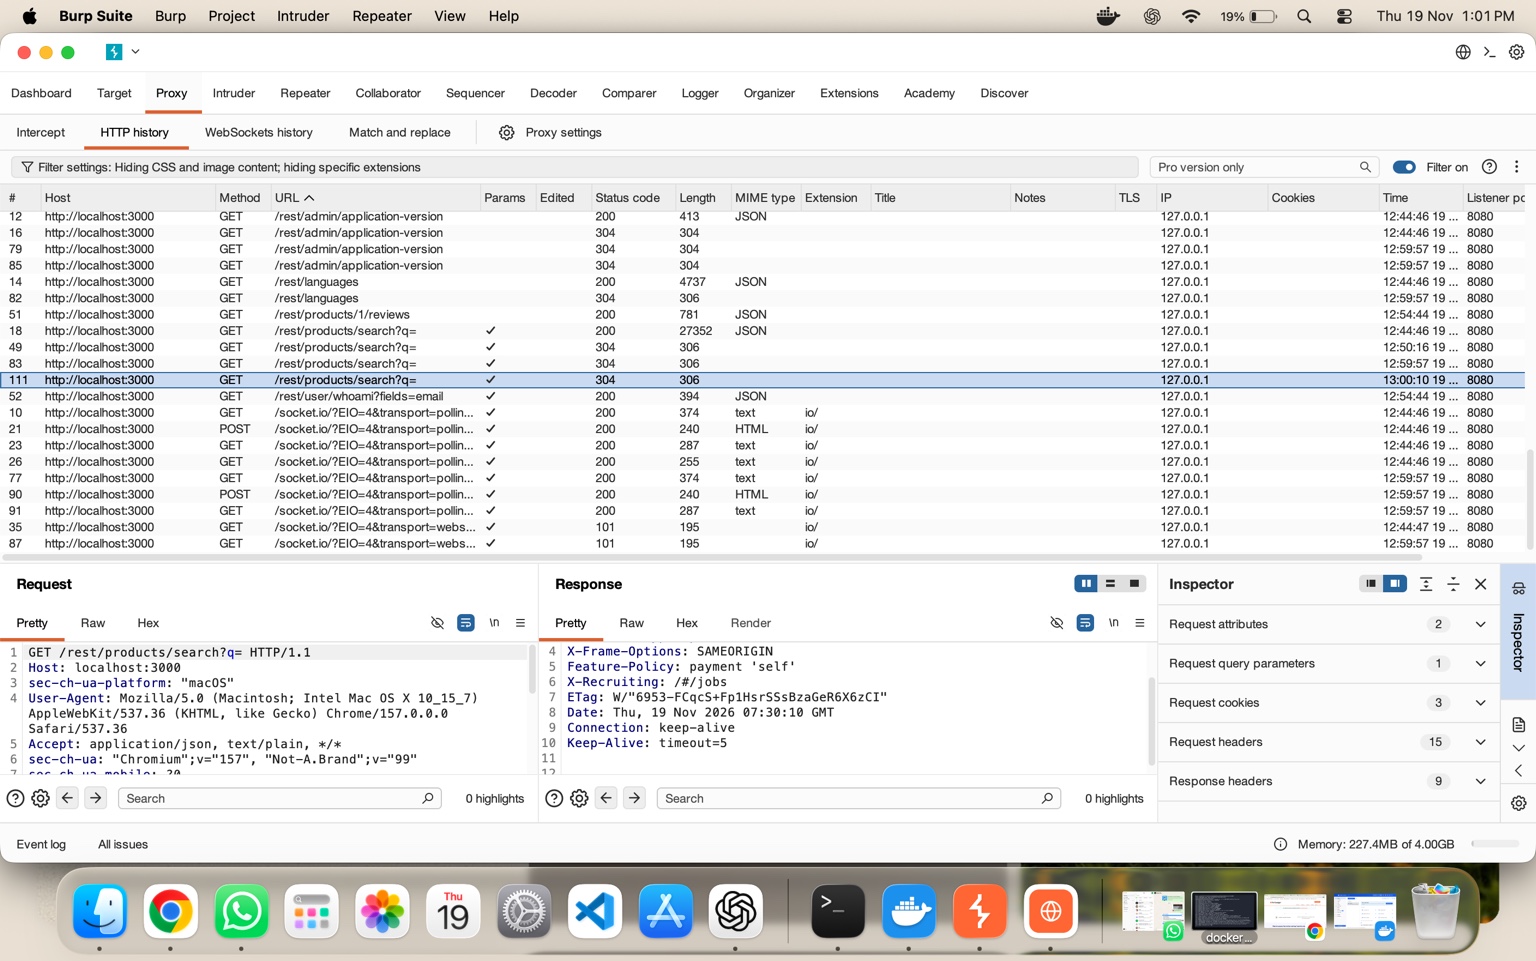 Burp Suite Burp Project Intruder Repeater View Help 19% Thu 19 Nov 1:01 PM
Dashboard Target Proxy Intruder Repeater Collaborator Sequencer Decoder Comparer Logger Organizer Extensions Academy Discover
Intercept HTTP history WebSockets history Match and replace Proxy settings
Filter settings: Hiding CSS and image content; hiding specific extensions Pro version only Filter on
# Host Method URL Params Edited Status code Length MIME type Extension Title Notes TLS IP Cookies Time Listener po
12 http://localhost:3000 GET /rest/admin/application-version 200 413 JSON 127.0.0.1 12:44:46 19 ... 8080
16 http://localhost:3000 GET /rest/admin/application-version 304 304 127.0.0.1 12:44:46 19 ... 8080
79 http://localhost:3000 GET /rest/admin/application-version 304 304 127.0.0.1 12:59:57 19 ... 8080
85 http://localhost:3000 GET /rest/admin/application-version 304 304 127.0.0.1 12:59:57 19 ... 8080
14 http://localhost:3000 GET /rest/languages 200 4737 JSON 127.0.0.1 12:44:46 19 ... 8080
82 http://localhost:3000 GET /rest/languages 304 306 127.0.0.1 12:59:57 19 ... 8080
51 http://localhost:3000 GET /rest/products/1/reviews 200 781 JSON 127.0.0.1 12:54:44 19 ... 8080
18 http://localhost:3000 GET /rest/products/search?q= ✓ 200 27352 JSON 127.0.0.1 12:44:46 19 ... 8080
49 http://localhost:3000 GET /rest/products/search?q= ✓ 304 306 127.0.0.1 12:50:16 19 ... 8080
83 http://localhost:3000 GET /rest/products/search?q= ✓ 304 306 127.0.0.1 12:59:57 19 ... 8080
111 http://localhost:3000 GET /rest/products/search?q= ✓ 304 306 127.0.0.1 13:00:10 19 ... 8080
52 http://localhost:3000 GET /rest/user/whoami?fields=email ✓ 200 394 JSON 127.0.0.1 12:54:44 19 ... 8080
10 http://localhost:3000 GET /socket.io/?EIO=4&transport=pollin... ✓ 200 374 text io/ 127.0.0.1 12:44:46 19 ... 8080
21 http://localhost:3000 POST /socket.io/?EIO=4&transport=pollin... ✓ 200 240 HTML io/ 127.0.0.1 12:44:46 19 ... 8080
23 http://localhost:3000 GET /socket.io/?EIO=4&transport=pollin... ✓ 200 287 text io/ 127.0.0.1 12:44:46 19 ... 8080
26 http://localhost:3000 GET /socket.io/?EIO=4&transport=pollin... ✓ 200 255 text io/ 127.0.0.1 12:44:46 19 ... 8080
77 http://localhost:3000 GET /socket.io/?EIO=4&transport=pollin... ✓ 200 374 text io/ 127.0.0.1 12:59:57 19 ... 8080
90 http://localhost:3000 POST /socket.io/?EIO=4&transport=pollin... ✓ 200 240 HTML io/ 127.0.0.1 12:59:57 19 ... 8080
91 http://localhost:3000 GET /socket.io/?EIO=4&transport=pollin... ✓ 200 287 text io/ 127.0.0.1 12:59:57 19 ... 8080
35 http://localhost:3000 GET /socket.io/?EIO=4&transport=webs... ✓ 101 195 io/ 127.0.0.1 12:44:47 19 ... 8080
87 http://localhost:3000 GET /socket.io/?EIO=4&transport=webs... ✓ 101 195 io/ 127.0.0.1 12:59:57 19 ... 8080
Request
Pretty Raw Hex \n
1 GET /rest/products/search?q= HTTP/1.1
2 Host: localhost:3000
3 sec-ch-ua-platform: "macOS"
4 User-Agent: Mozilla/5.0 (Macintosh; Intel Mac OS X 10_15_7)
AppleWebKit/537.36 (KHTML, like Gecko) Chrome/157.0.0.0
Safari/537.36
5 Accept: application/json, text/plain, */*
6 sec-ch-ua: "Chromium";v="157", "Not-A.Brand";v="99"
7 sec-ch-ua-mobile: ?0
Search 0 highlights
Response
Pretty Raw Hex Render \n
4 X-Frame-Options: SAMEORIGIN
5 Feature-Policy: payment 'self'
6 X-Recruiting: /#/jobs
7 ETag: W/"6953-FCqcS+Fp1HsrSSsBzaGeR6X6zCI"
8 Date: Thu, 19 Nov 2026 07:30:10 GMT
9 Connection: keep-alive
10 Keep-Alive: timeout=5
11
12
Search 0 highlights
Inspector
Request attributes 2
Request query parameters 1
Request cookies 3
Request headers 15
Response headers 9
Inspector
Event log All issues Memory: 227.4MB of 4.00GB
Thu
19
docker...